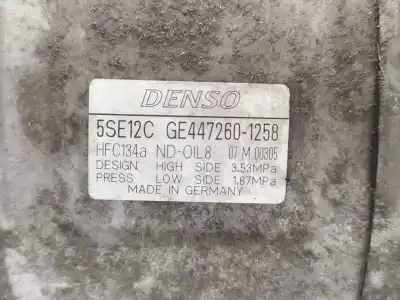 DENSO
5SE12C GE447260-1258
HFC134a ND-OIL8 07 M 00305
DESIGN HIGH SIDE 3.53MPa
PRESS LOW SIDE 1.67MPa
MADE IN GERMANY